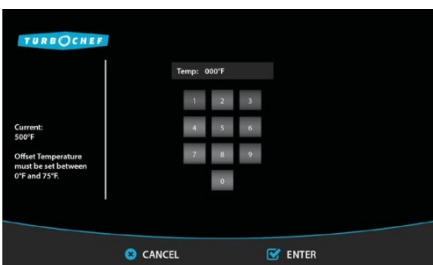 TURBOCHEF
Temp: 000°F
1 2 3
4 5 6
7 8 9
0
Current:
500°F
Offset Temperature
must be set between
0°F and 75°F.
CANCEL ENTER